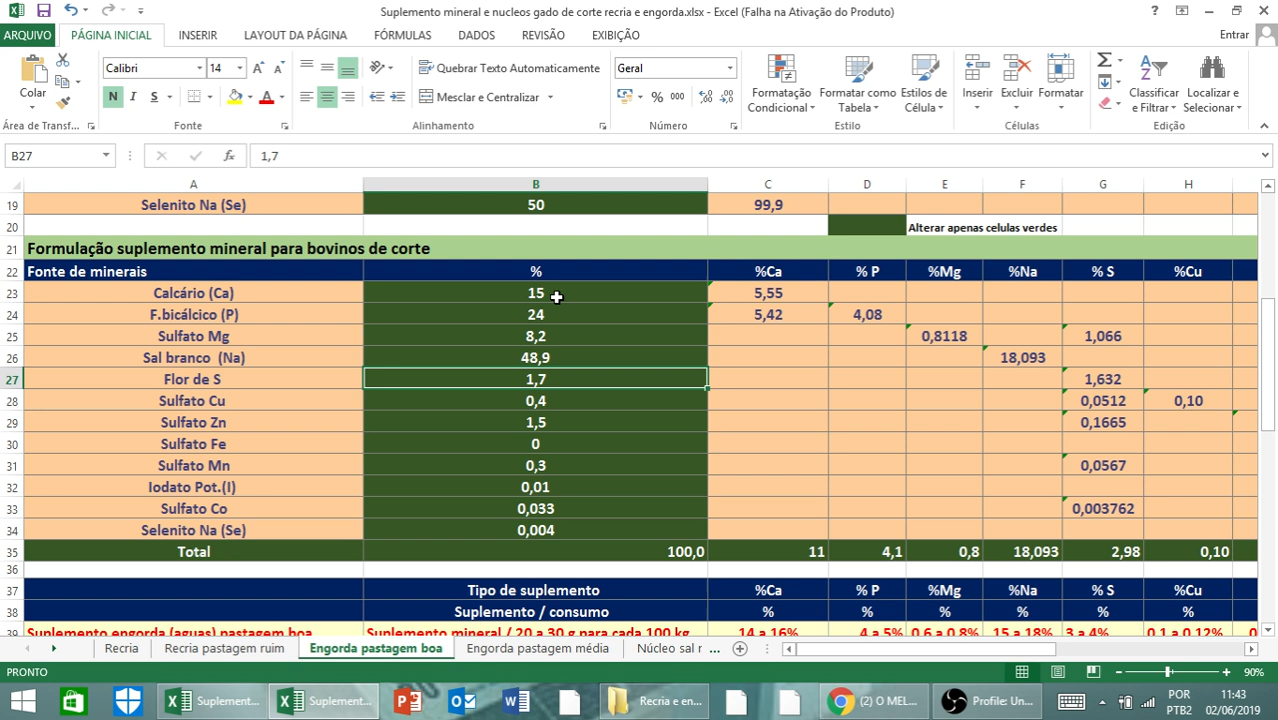 Suplemento mineral e nucleos gado de corte recria e engorda.xlsx - Excel (Falha na Ativação do Produto)
ARQUIVO PÁGINA INICIAL INSERIR LAYOUT DA PÁGINA FÓRMULAS DADOS REVISÃO EXIBIÇÃO Entrar
Colar Calibri 14 Quebrar Texto Automaticamente Geral
N I S Mesclar e Centralizar % 000
Formatação Condicional Formatar como Tabela Estilos de Célula Inserir Excluir Formatar Classificar e Filtrar Localizar e Selecionar
Área de Transf... Fonte Alinhamento Número Estilo Células Edição
B27 fx 1,7
A B C D E F G H
19 Selenito Na (Se) 50 99,9
20 Alterar apenas celulas verdes
21 Formulação suplemento mineral para bovinos de corte
22 Fonte de minerais % %Ca % P %Mg %Na % S %Cu
23 Calcário (Ca) 15 5,55
24 F.bicálcico (P) 24 5,42 4,08
25 Sulfato Mg 8,2 0,8118 1,066
26 Sal branco (Na) 48,9 18,093
27 Flor de S 1,7 1,632
28 Sulfato Cu 0,4 0,0512 0,10
29 Sulfato Zn 1,5 0,1665
30 Sulfato Fe 0
31 Sulfato Mn 0,3 0,0567
32 Iodato Pot.(I) 0,01
33 Sulfato Co 0,033 0,003762
34 Selenito Na (Se) 0,004
35 Total 100,0 11 4,1 0,8 18,093 2,98 0,10
36
37 Tipo de suplemento %Ca % P %Mg %Na % S %Cu
38 Suplemento / consumo % % % % % %
39 Suplemento engorda (aguas) pastagem boa Suplemento mineral / 20 a 30 g para cada 100 kg 14 a 16% 4 a 5% 0,6 a 0,8% 15 a 18% 3 a 4% 0,1 a 0,12% 0
... Recria Recria pastagem ruim Engorda pastagem boa Engorda pastagem média Núcleo sal r ...
PRONTO 90%
Suplement... Suplement... Recria e en... (2) O MEL... Profile: Un... POR PTB2 11:43 02/06/2019